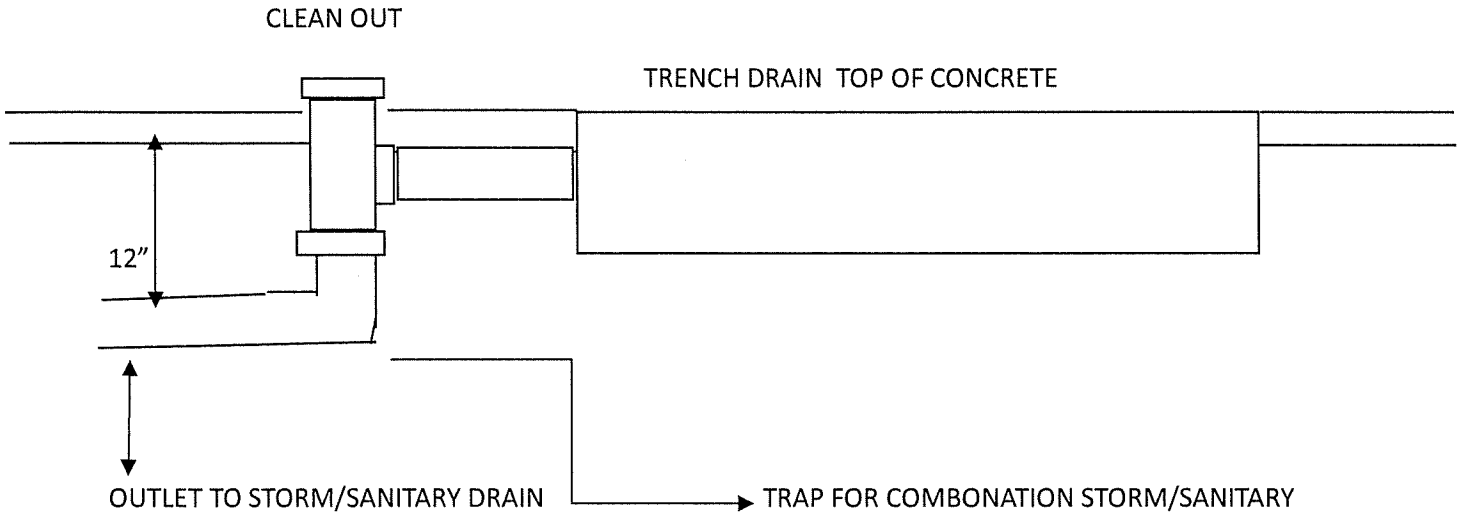 CLEAN OUT
TRENCH DRAIN TOP OF CONCRETE
12”
OUTLET TO STORM/SANITARY DRAIN
TRAP FOR COMBONATION STORM/SANITARY